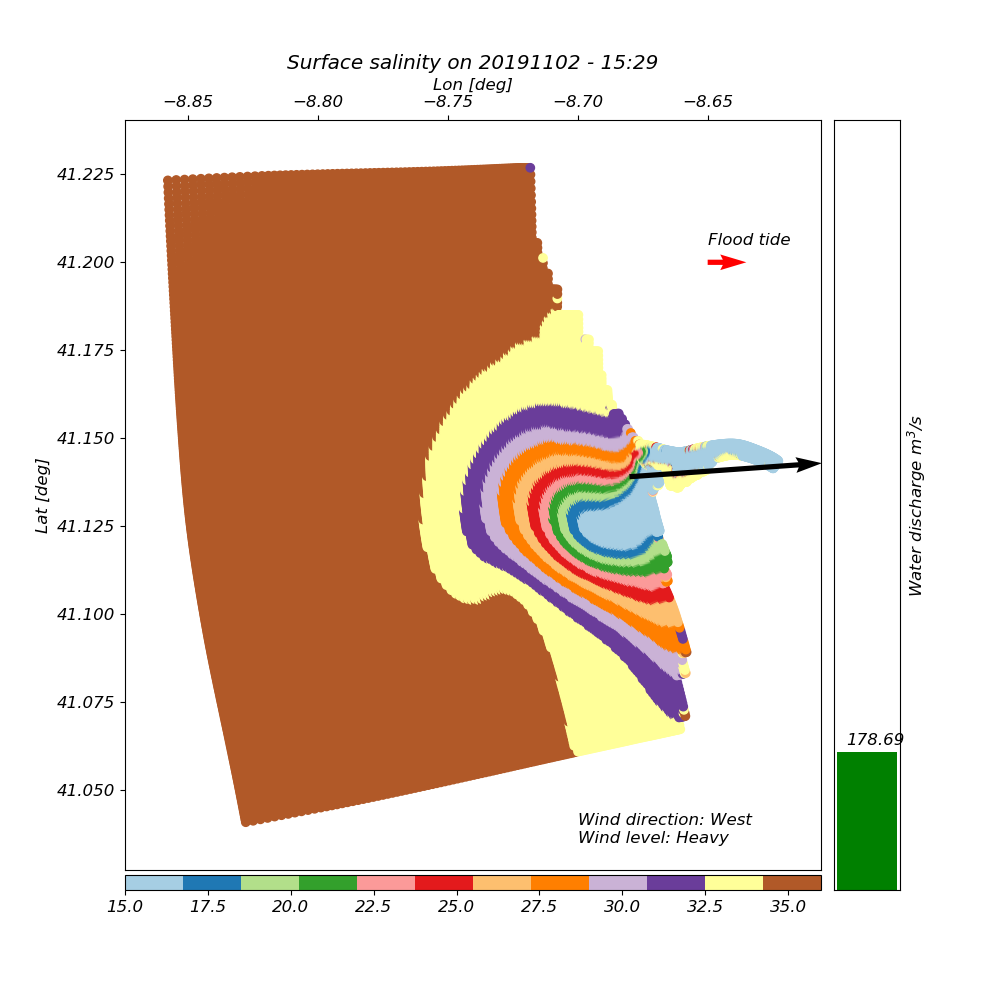 Surface salinity on 20191102 - 15:29
Lon [deg]
−8.85 −8.80 −8.75 −8.70 −8.65
41.225
41.200
41.175
41.150
41.125
41.100
41.075
41.050
Lat [deg]
Flood tide
Wind direction: West
Wind level: Heavy
15.0 17.5 20.0 22.5 25.0 27.5 30.0 32.5 35.0
178.69
Water discharge m³/s